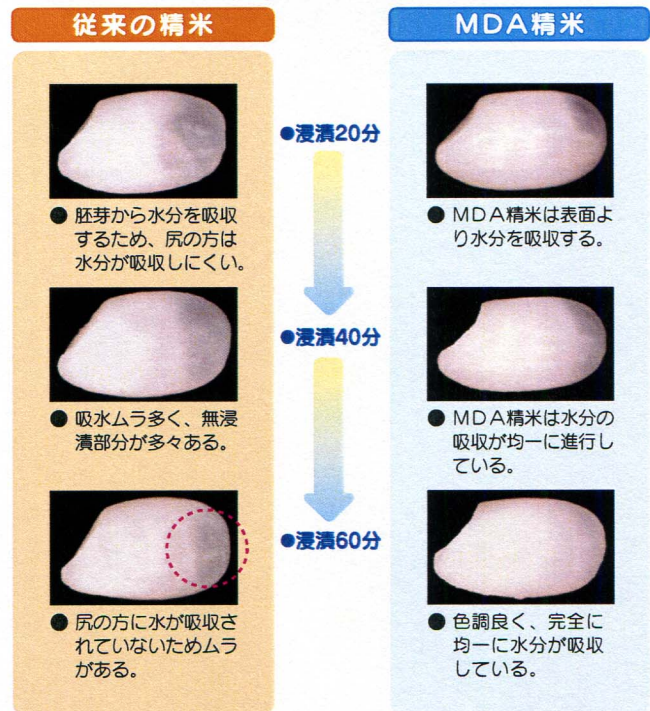 従来の精米
MDA精米
●浸漬20分
● 胚芽から水分を吸収
するため、尻の方は
水分が吸収しにくい。
● MDA精米は表面よ
り水分を吸収する。
●浸漬40分
● 吸水ムラ多く、無浸
漬部分が多々ある。
● MDA精米は水分の
吸収が均一に進行し
ている。
●浸漬60分
● 尻の方に水が吸収さ
れていないためムラ
がある。
● 色調良く、完全に
均一に水分が吸収
している。